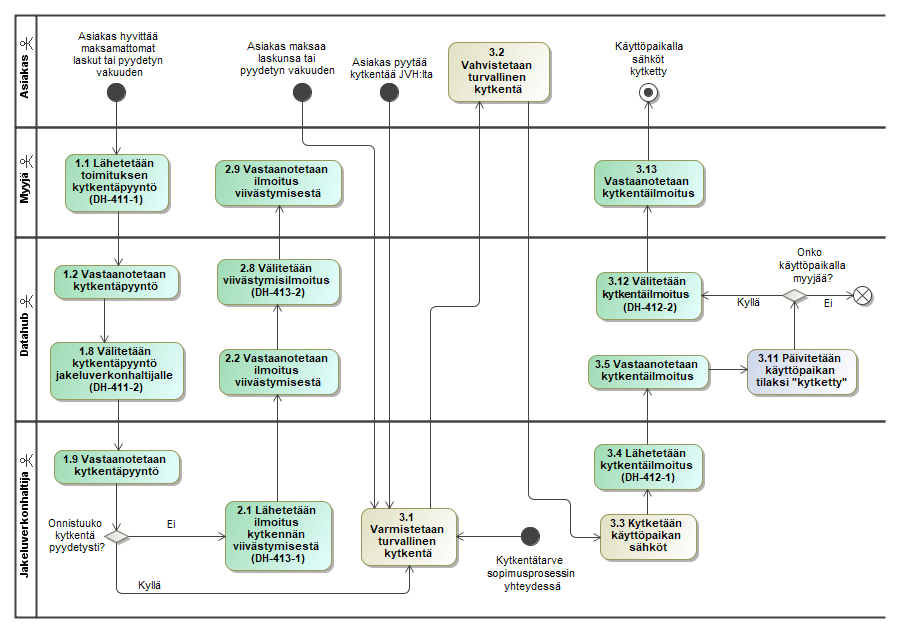 Asiakas
Asiakas hyvittää
maksamattomat
laskut tai pyydetyn
vakuuden
Asiakas maksaa
laskunsa tai
pyydetyn vakuuden
Asiakas pyytää
kytkentää JVH:lta
3.2
Vahvistetaan
turvallinen
kytkentä
Käyttöpaikalla
sähköt
kytketty
Myyjä
1.1 Lähetetään
toimituksen
kytkentäpyyntö
(DH-411-1)
2.9 Vastaanotetaan
ilmoitus
viivästymisestä
3.13
Vastaanotetaan
kytkentäilmoitus
Datahub
1.2 Vastaanotetaan
kytkentäpyyntö
2.8 Välitetään
viivästymisilmoitus
(DH-413-2)
3.12 Välitetään
kytkentäilmoitus
(DH-412-2)
Onko
käyttöpaikalla
myyjää?
Kyllä
Ei
1.8 Välitetään
kytkentäpyyntö
jakeluverkonhaltijalle
(DH-411-2)
2.2 Vastaanotetaan
ilmoitus
viivästymisestä
3.5 Vastaanotetaan
kytkentäilmoitus
3.11 Päivitetään
käyttöpaikan
tilaksi "kytketty"
Jakeluverkonhaltija
1.9 Vastaanotetaan
kytkentäpyyntö
3.4 Lähetetään
kytkentäilmoitus
(DH-412-1)
Onnistuuko
kytkentä
pyydetysti?
Ei
2.1 Lähetetään
ilmoitus
kytkennän
viivästymisestä
(DH-413-1)
3.1
Varmistetaan
turvallinen
kytkentä
3.3 Kytketään
käyttöpaikan
sähköt
Kytkentätarve
sopimusprosessin
yhteydessä
Kyllä